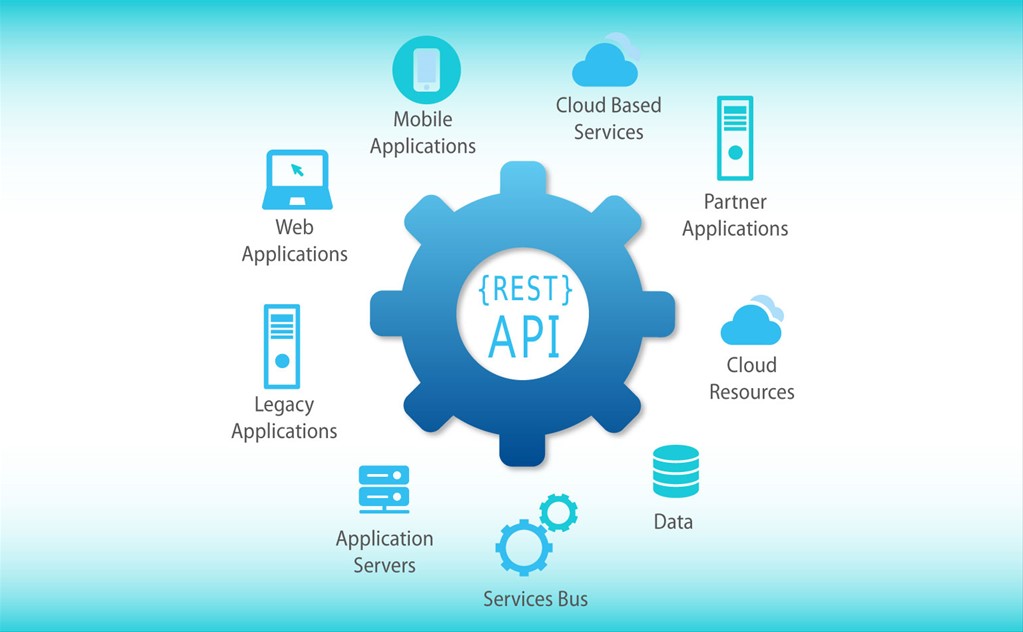 Mobile
Applications
Cloud Based
Services
Partner
Applications
Web
Applications
{REST}
API
Cloud
Resources
Legacy
Applications
Data
Application
Servers
Services Bus